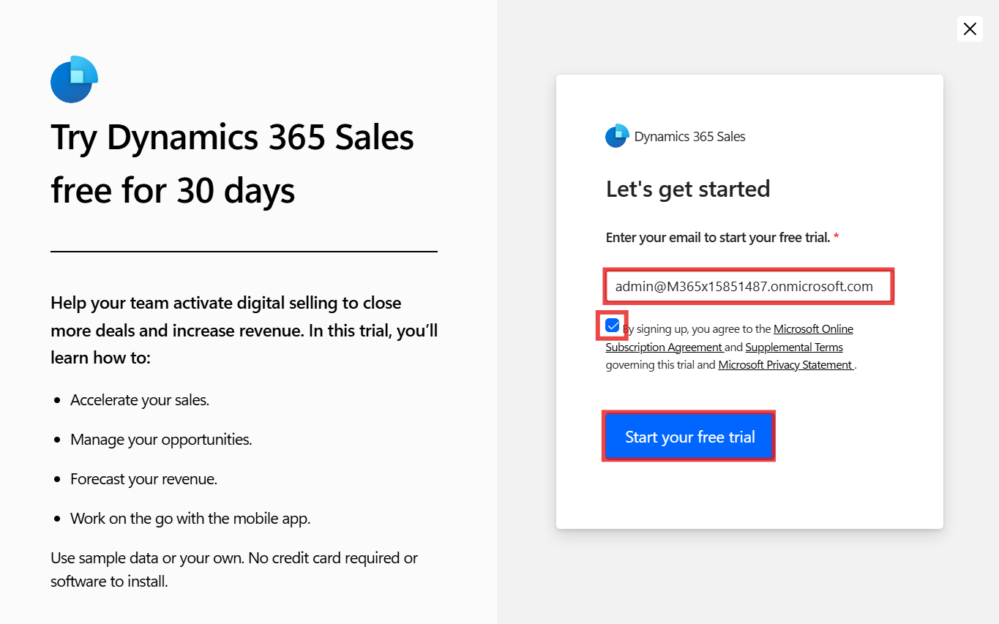 Try Dynamics 365 Sales
free for 30 days
Help your team activate digital selling to close
more deals and increase revenue. In this trial, you’ll
learn how to:
• Accelerate your sales.
• Manage your opportunities.
• Forecast your revenue.
• Work on the go with the mobile app.
Use sample data or your own. No credit card required or
software to install.
Dynamics 365 Sales
Let's get started
Enter your email to start your free trial. *
admin@M365x15851487.onmicrosoft.com
By signing up, you agree to the Microsoft Online
Subscription Agreement and Supplemental Terms
governing this trial and Microsoft Privacy Statement .
Start your free trial